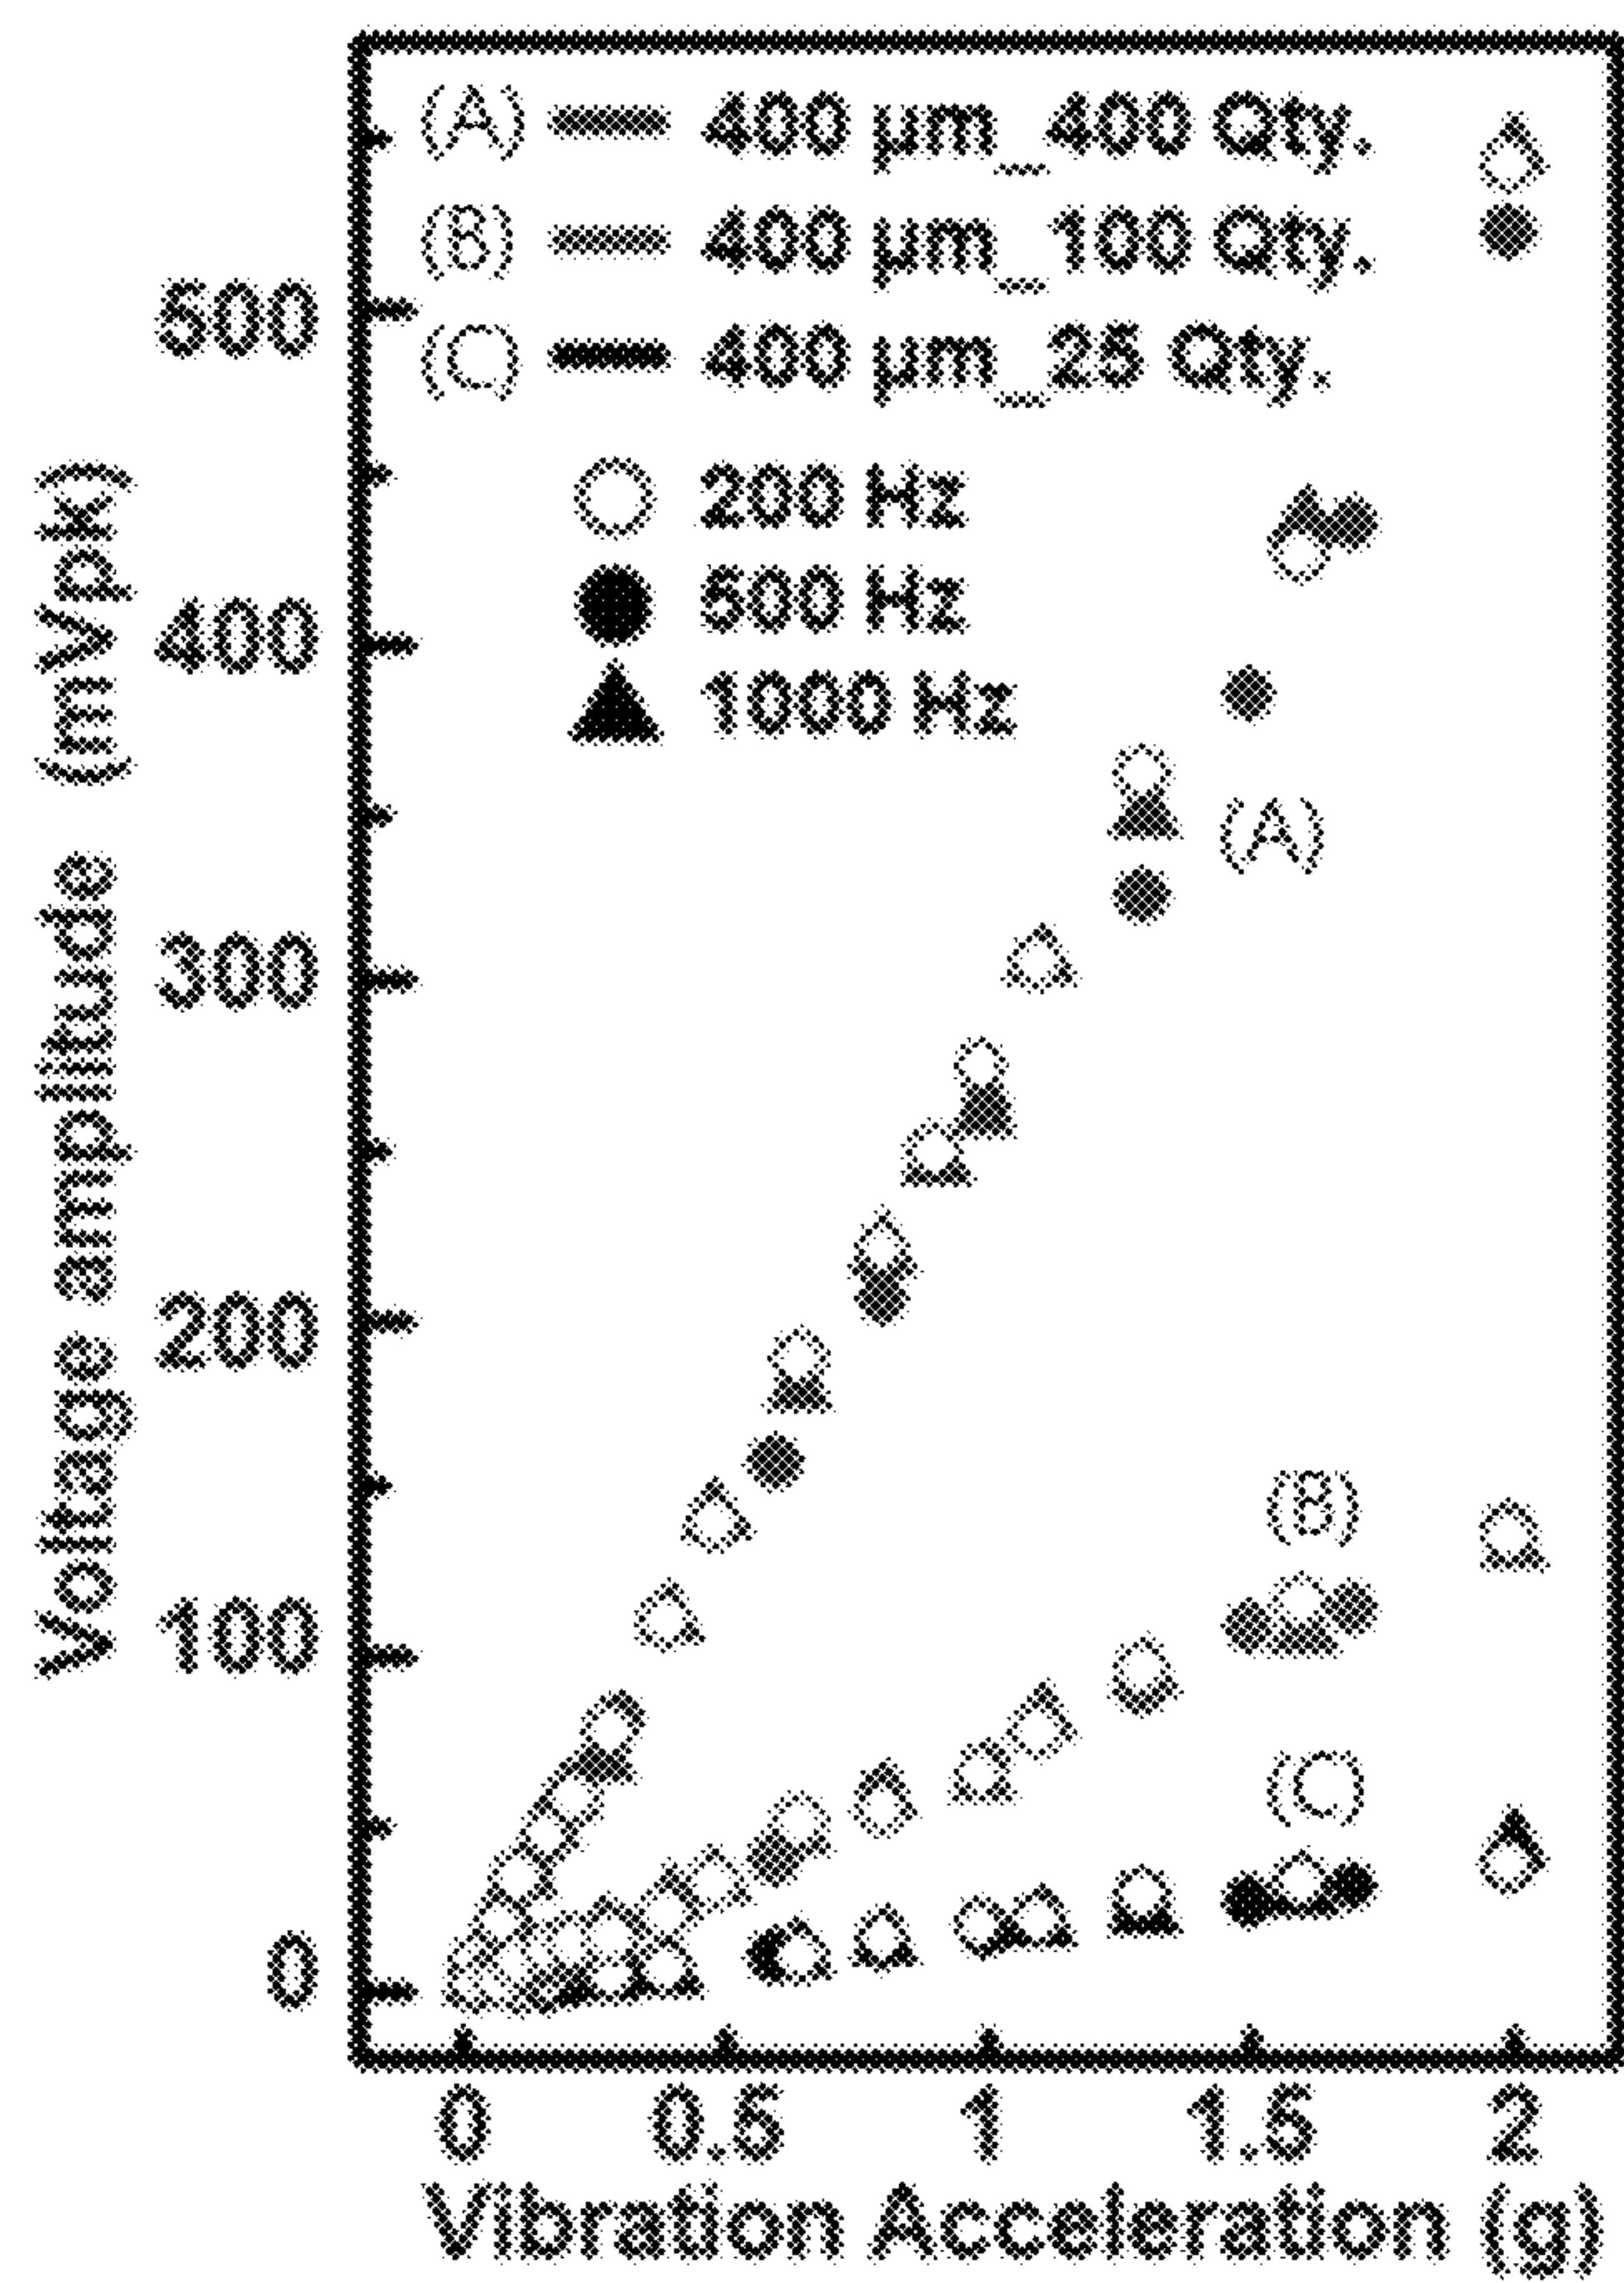 (A) 400 µm_400 Qty.
(B) 400 µm_100 Qty.
(C) 400 µm_25 Qty.
200 Hz
500 Hz
1000 Hz
Voltage amplitude (mVpk)
500
400
300
200
100
0
(A)
(B)
(C)
0 0.5 1 1.5 2
Vibration Acceleration (g)